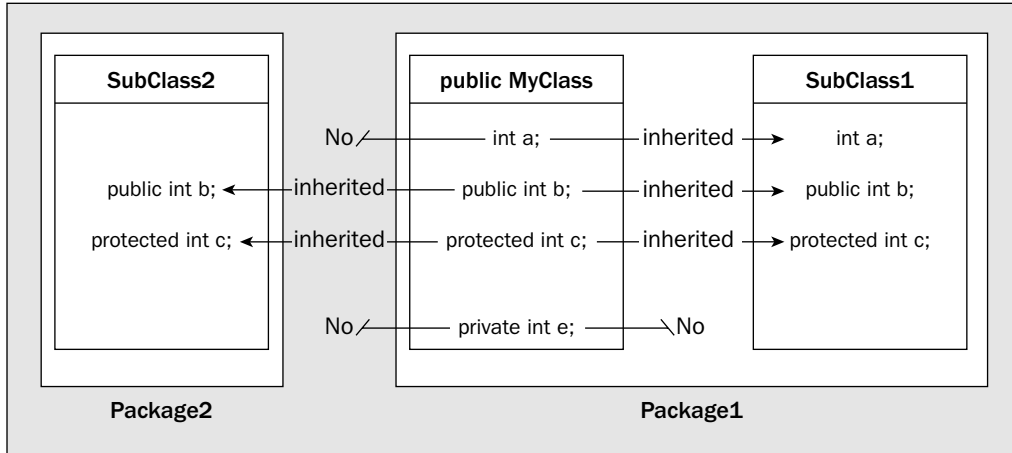 SubClass2 public MyClass SubClass1
No int a; inherited int a;
public int b; inherited public int b; inherited public int b;
protected int c; inherited protected int c; inherited protected int c;
No private int e; No
Package2 Package1